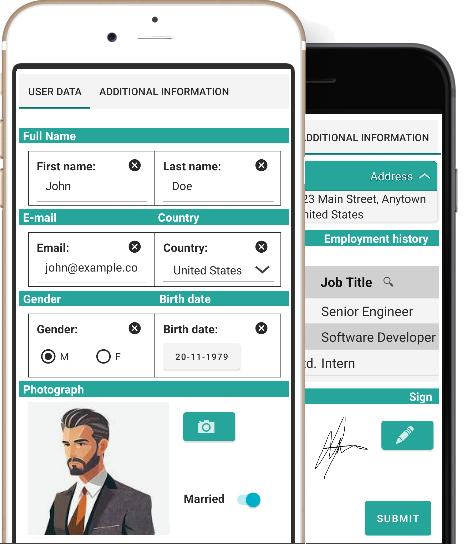 USER DATA
ADDITIONAL INFORMATION
Full Name
First name:
John
Last name:
Doe
E-mail
Country
Email:
john@example.co
Country:
United States
Gender
Birth date
Gender:
M
F
Birth date:
20-11-1979
Photograph
Married
ADDITIONAL INFORMATION
Address
23 Main Street, Anytown
nited States
Employment history
Job Title
Senior Engineer
Software Developer
d. Intern
Sign
SUBMIT